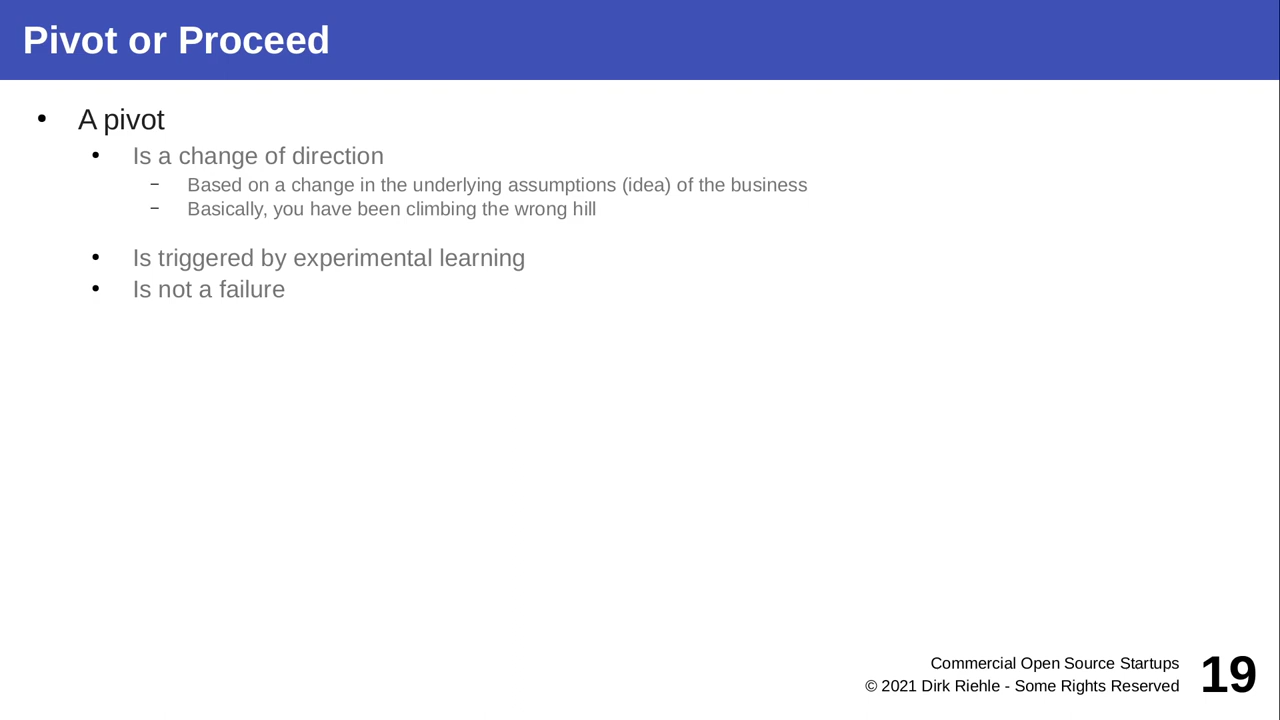 Pivot or Proceed
• A pivot
• Is a change of direction
– Based on a change in the underlying assumptions (idea) of the business
– Basically, you have been climbing the wrong hill
• Is triggered by experimental learning
• Is not a failure
Commercial Open Source Startups
© 2021 Dirk Riehle - Some Rights Reserved
19